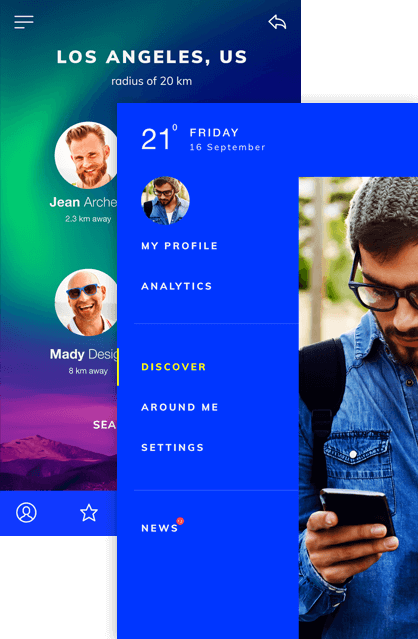 LOS ANGELES, US
radius of 20 km
Jean Arche
2.3 km away
Mady Desig
8 km away
SEA
21°
FRIDAY
16 September
MY PROFILE
ANALYTICS
DISCOVER
AROUND ME
SETTINGS
NEWS